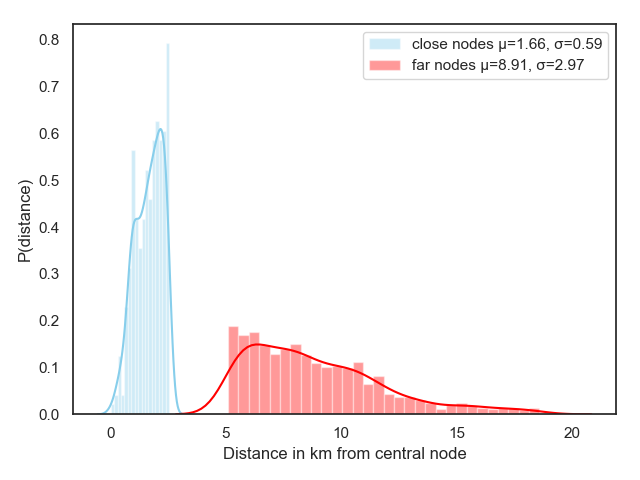 close nodes μ=1.66, σ=0.59
far nodes μ=8.91, σ=2.97
P(distance)
0.8
0.7
0.6
0.5
0.4
0.3
0.2
0.1
0.0
0 5 10 15 20
Distance in km from central node